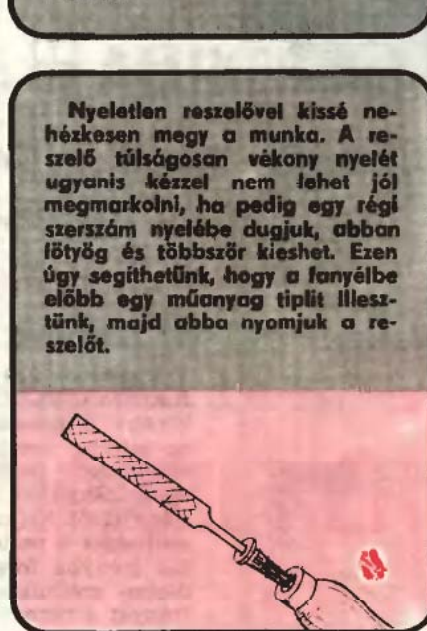 Nyeletlen reszelővel kissé ne-
hézkesen megy a munka. A re-
szelő túlságosan vékony nyelét
ugyanis kézzel nem lehet jól
megmarkolni, ha pedig egy régi
szerszám nyelébe dugjuk, abban
lötyög és többször kieshet. Ezen
úgy segíthetünk, hogy a fanyélbe
előbb egy műanyag tiplit illesz-
tünk, majd abba nyomjuk a re-
szelőt.